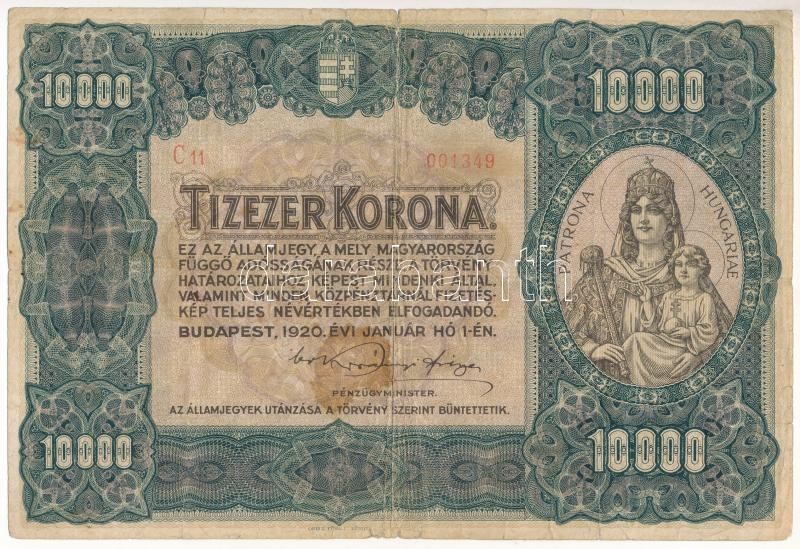 10000
10000
C 11
001349
TIZEZER KORONA.
EZ AZ ÁLLAMJEGY, A MELY MAGYARORSZÁG
FÜGGŐ ADÓSSÁGÁNAK RÉSZE, A TÖRVÉNY
HATÁROZATAIHOZ KÉPEST MINDENKI ÁLTAL,
VALAMINT MINDEN KÖZPÉNZTÁRNÁL FIZETÉS-
KÉP TELJES NÉVÉRTÉKBEN ELFOGADANDÓ.
BUDAPEST, 1920. ÉVI JANUÁR HÓ 1-ÉN.
PÉNZÜGYMINISTER.
AZ ÁLLAMJEGYEK UTÁNZÁSA A TÖRVÉNY SZERINT BÜNTETTETIK.
PATRONA HUNGARIAE
10000
10000
darabanth